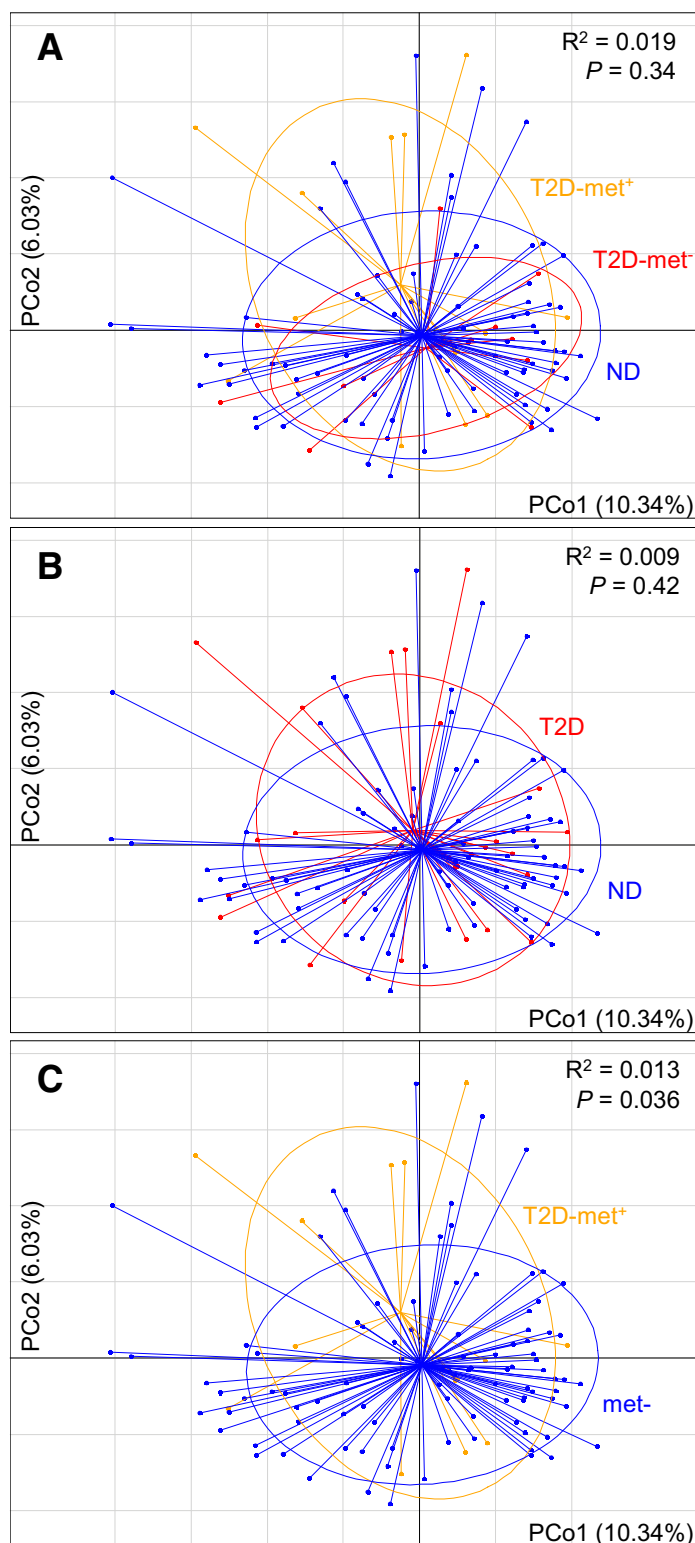 A
R² = 0.019
P = 0.34
T2D-met⁺
T2D-met⁻
ND
PCo2 (6.03%)
PCo1 (10.34%)
B
R² = 0.009
P = 0.42
T2D
ND
PCo2 (6.03%)
PCo1 (10.34%)
C
R² = 0.013
P = 0.036
T2D-met⁺
met-
PCo2 (6.03%)
PCo1 (10.34%)